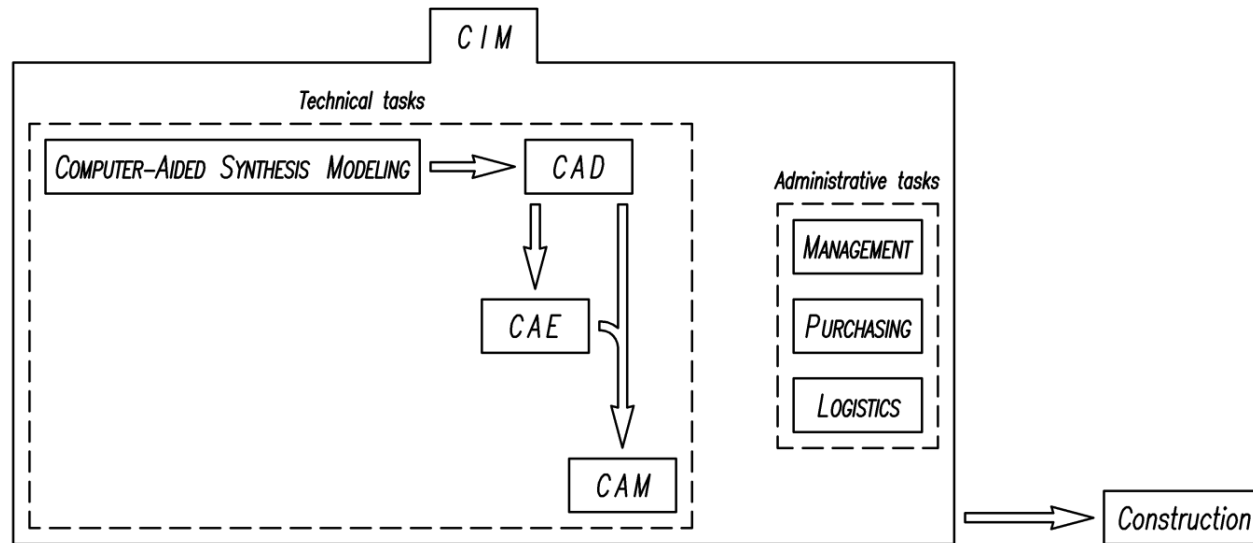 CIM
Technical tasks
COMPUTER-AIDED SYNTHESIS MODELING
CAD
Administrative tasks
MANAGEMENT
CAE
PURCHASING
LOGISTICS
CAM
Construction